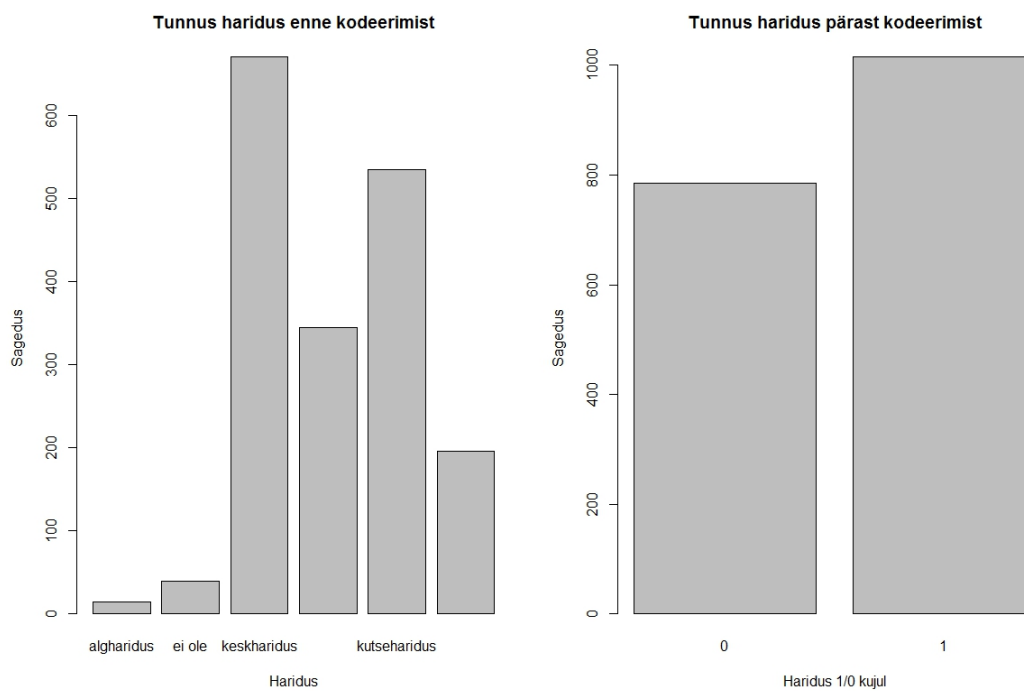 Tunnus haridus enne kodeerimist
Sagedus
0
100
200
300
400
500
600
algharidus ei ole keskharidus kutseharidus
Haridus
Tunnus haridus pärast kodeerimist
Sagedus
0
200
400
600
800
1000
0 1
Haridus 1/0 kujul